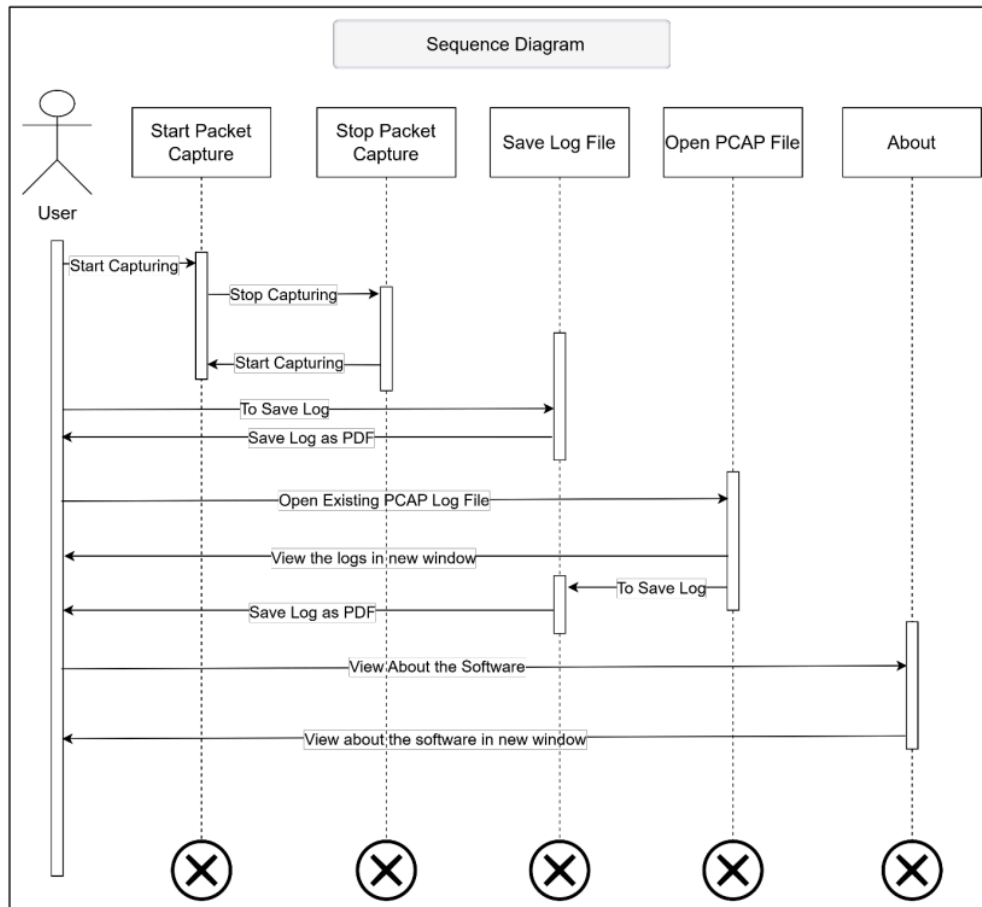 Sequence Diagram
Start Packet
Capture
Stop Packet
Capture
Save Log File
Open PCAP File
About
User
Start Capturing
Stop Capturing
Start Capturing
To Save Log
Save Log as PDF
Open Existing PCAP Log File
View the logs in new window
To Save Log
Save Log as PDF
View About the Software
View about the software in new window